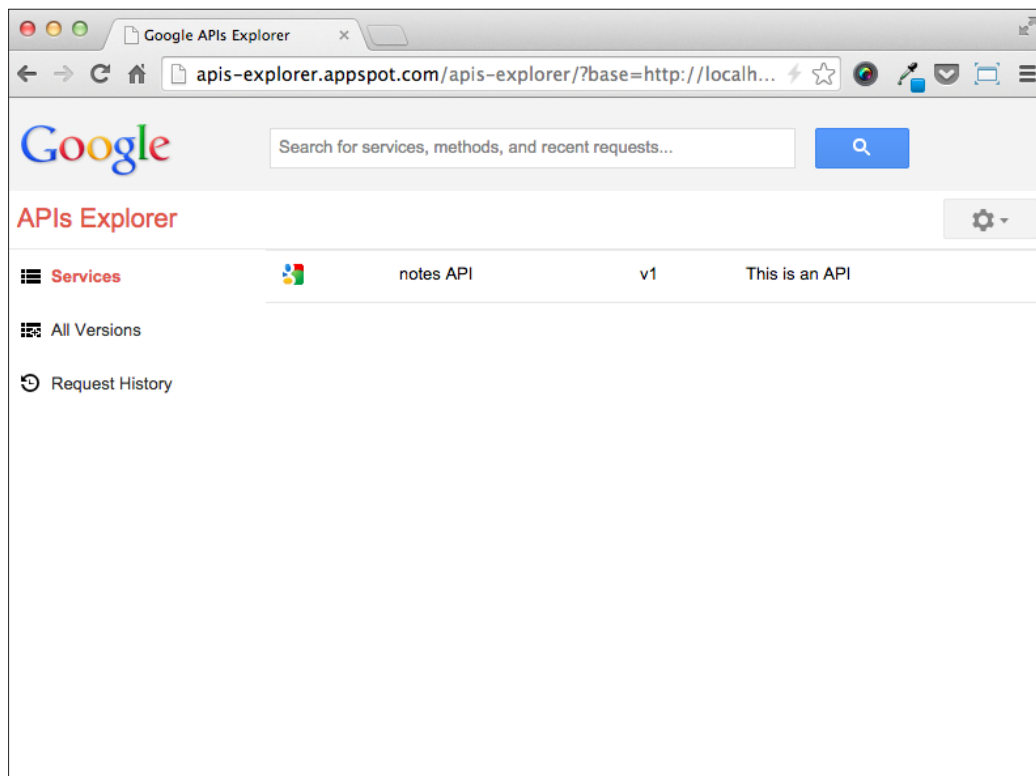 Google APIs Explorer
apis-explorer.appspot.com/apis-explorer/?base=http://localh...
Google
Search for services, methods, and recent requests...
APIs Explorer
Services
notes API v1 This is an API
All Versions
Request History